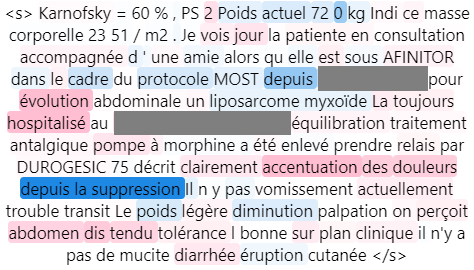 <s> Karnofsky = 60 % , PS 2 Poids actuel 72 0 kg Indi ce masse
corporelle 23 51 / m2 . Je vois jour la patiente en consultation
accompagnée d ' une amie alors qu elle est sous AFINITOR
dans le cadre du protocole MOST depuis pour
évolution abdominale un liposarcome myxoïde La toujours
hospitalisé au équilibration traitement
antalgique pompe à morphine a été enlevé prendre relais par
DUROGESIC 75 décrit clairement accentuation des douleurs
depuis la suppression Il n y pas vomissement actuellement
trouble transit Le poids légère diminution palpation on perçoit
abdomen dis tendu tolérance l bonne sur plan clinique il n'y a
pas de mucite diarrhée éruption cutanée </s>